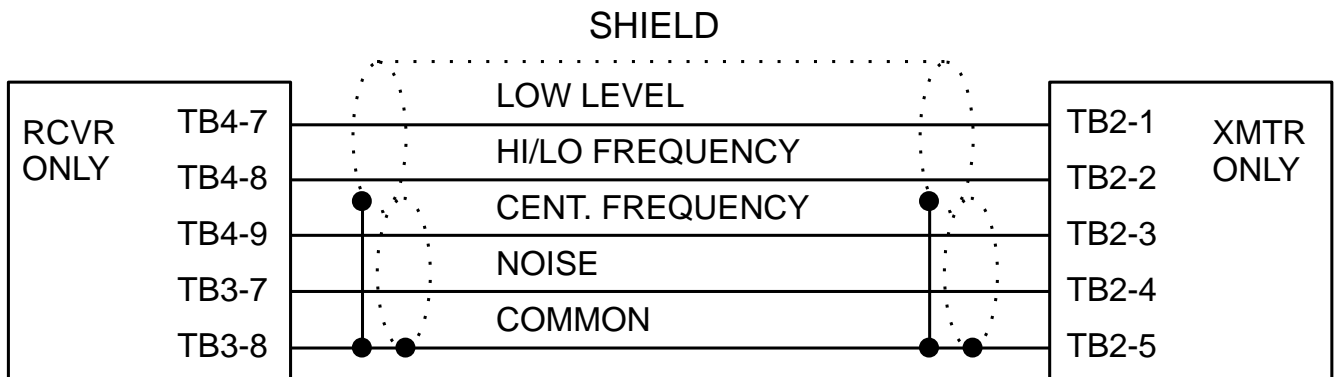 SHIELD
RCVR
ONLY
TB4-7
LOW LEVEL
TB2-1
XMTR
ONLY
TB4-8
HI/LO FREQUENCY
TB2-2
TB4-9
CENT. FREQUENCY
TB2-3
TB3-7
NOISE
TB2-4
TB3-8
COMMON
TB2-5